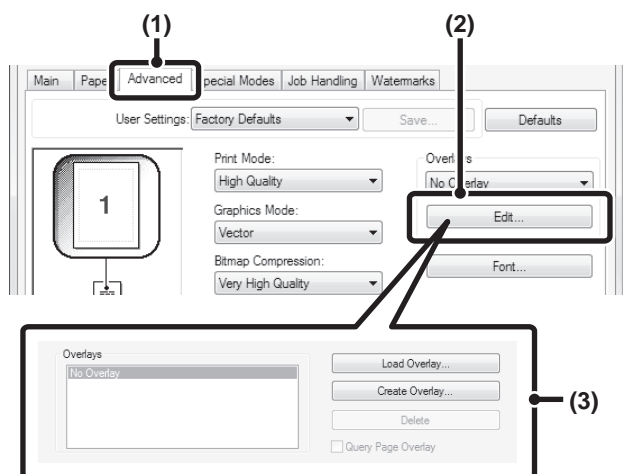 (1) (2)
Main Pape Advanced pecial Modes Job Handling Watermarks
User Settings: Factory Defaults Save... Defaults
Print Mode: Overlays
High Quality No Overlay
1
Graphics Mode: Edit...
Vector
Bitmap Compression: Font...
Very High Quality
Overlays
No Overlay
Load Overlay...
Create Overlay...
Delete
Query Page Overlay
(3)